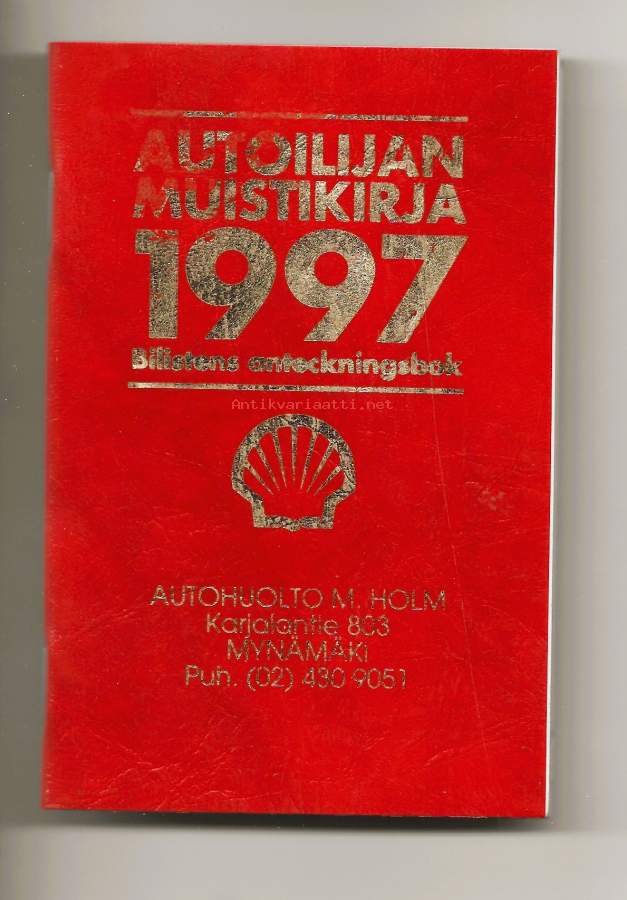 AUTOILIJAN
MUISTIKIRJA
1997
Bilistens anteckningsbok
Antikvariaatti.net
AUTOHUOLTO M. HOLM
Karjalantie 803
MYNÄMÄKI
Puh. (02) 430 9051